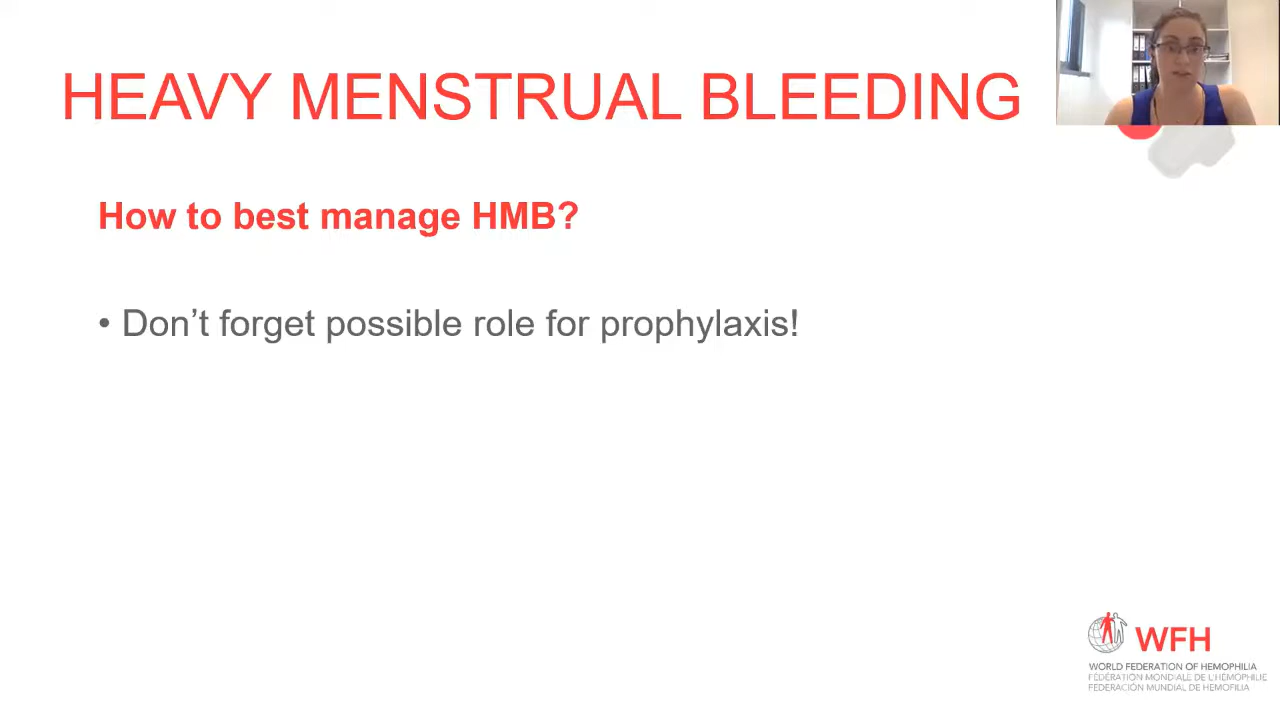 HEAVY MENSTRUAL BLEEDING
How to best manage HMB?
• Don’t forget possible role for prophylaxis!
WFH
WORLD FEDERATION OF HEMOPHILIA
FÉDÉRATION MONDIALE DE L'HÉMOPHILIE
FEDERACIÓN MUNDIAL DE HEMOFILIA